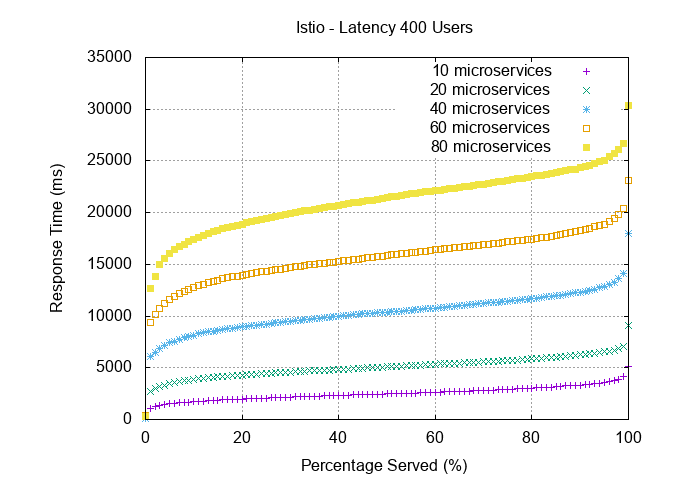 Istio - Latency 400 Users
35000
30000
25000
20000
15000
10000
5000
0
Response Time (ms)
10 microservices
20 microservices
40 microservices
60 microservices
80 microservices
0 20 40 60 80 100
Percentage Served (%)